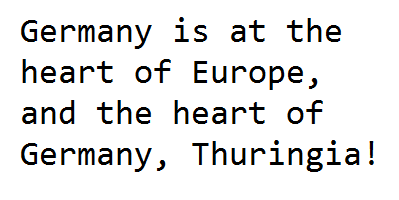 Germany is at the
heart of Europe,
and the heart of
Germany, Thuringia!